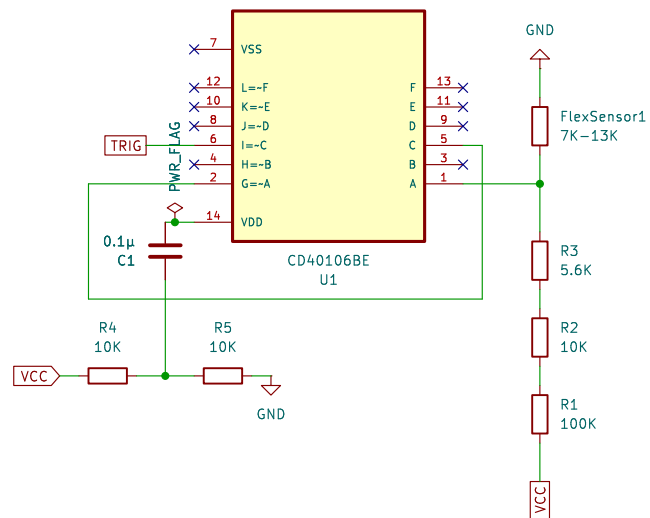 GND
7
VSS
12
L=~F
F
13
FlexSensor1
7K-13K
10
K=~E
E
11
8
J=~D
D
9
TRIG
6
I=~C
C
5
4
H=~B
B
3
PWR_FLAG
2
G=~A
A
1
14
VDD
0.1µ
C1
CD40106BE
U1
R3
5.6K
R4
10K
R5
10K
R2
10K
VCC
GND
R1
100K
VCC